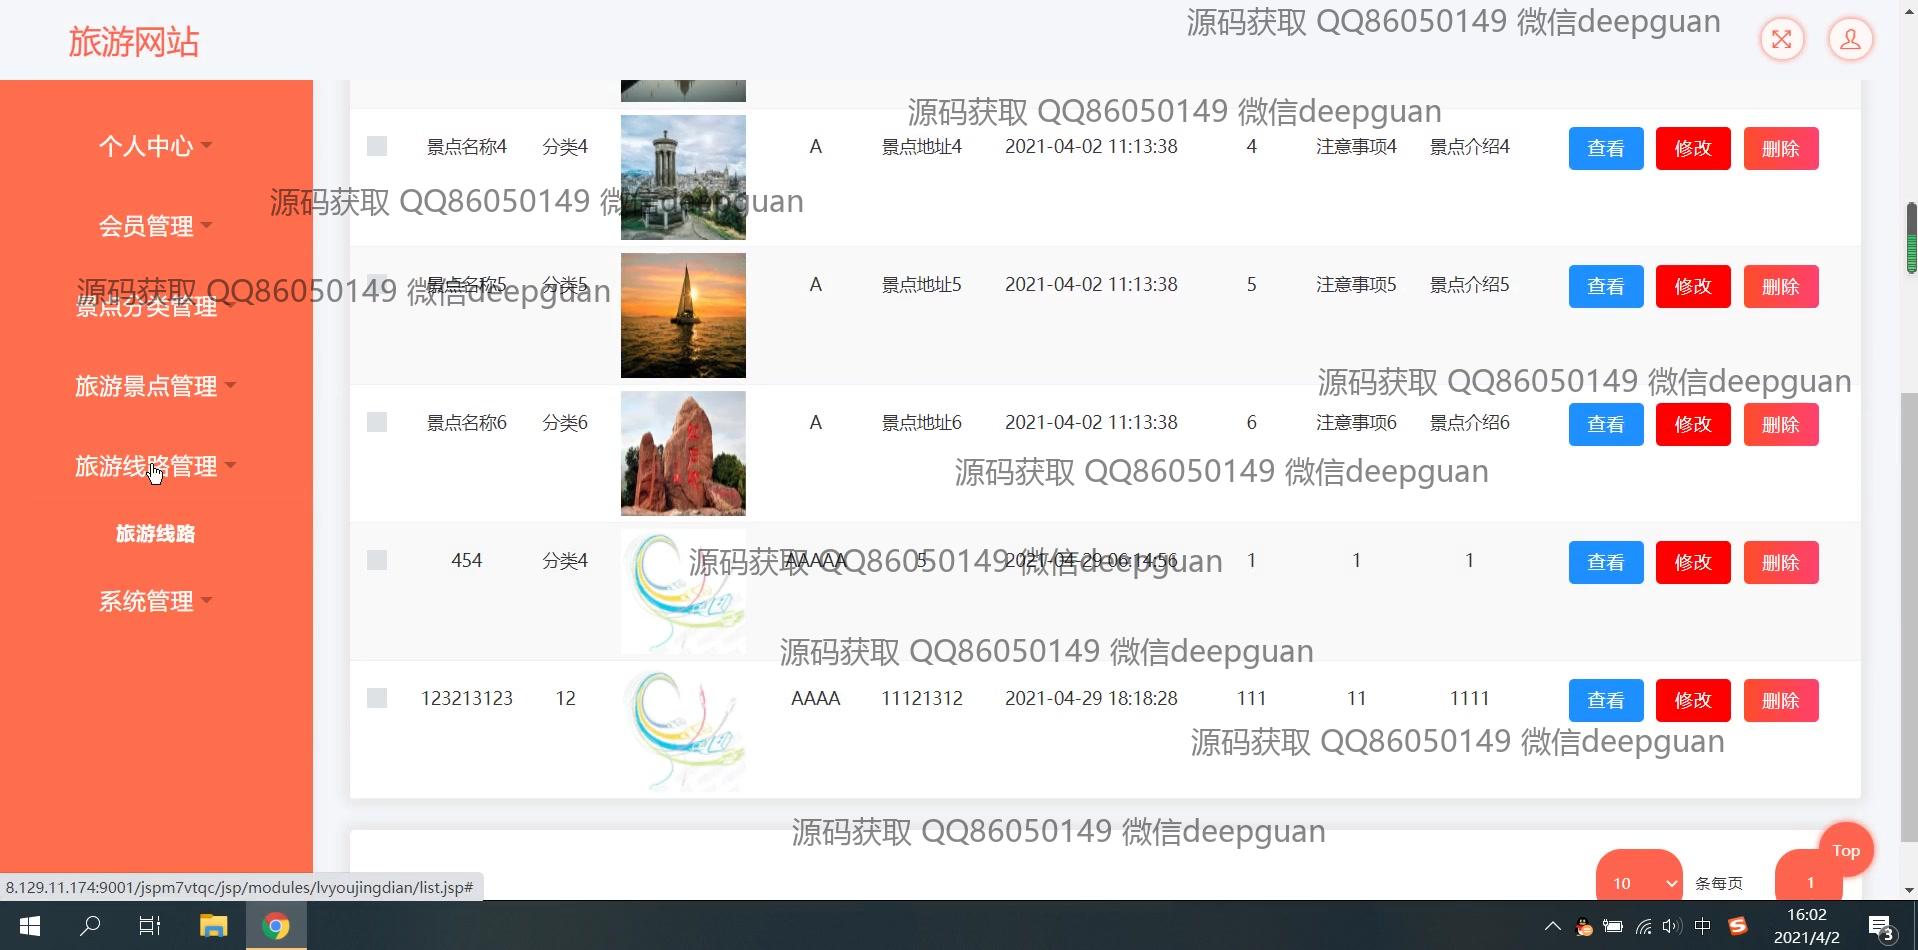 源码获取 QQ86050149 微信deepguan
旅游网站
源码获取 QQ86050149 微信deepguan
个人中心
景点名称4 分类4 A 景点地址4 2021-04-02 11:13:38 4 注意事项4 景点介绍4 查看 修改 删除
源码获取 QQ86050149 微信deepguan
会员管理
源码获取 QQ86050149 微信deepguan
景点名称5 分类5 A 景点地址5 2021-04-02 11:13:38 5 注意事项5 景点介绍5 查看 修改 删除
景点分类管理
源码获取 QQ86050149 微信deepguan
旅游景点管理
景点名称6 分类6 A 景点地址6 2021-04-02 11:13:38 6 注意事项6 景点介绍6 查看 修改 删除
旅游线路管理
源码获取 QQ86050149 微信deepguan
旅游线路
源码获取 QQ86050149 微信deepguan
454 分类4 AAAAA 5 2021-04-29 06:14:56 1 1 1 查看 修改 删除
系统管理
源码获取 QQ86050149 微信deepguan
123213123 12 AAAA 11121312 2021-04-29 18:18:28 111 11 1111 查看 修改 删除
源码获取 QQ86050149 微信deepguan
源码获取 QQ86050149 微信deepguan
Top
10 条每页 1
8.129.11.174:9001/jspm7vtqc/jsp/modules/lvyoujingdian/list.jsp#
中
16:02
2021/4/2
3